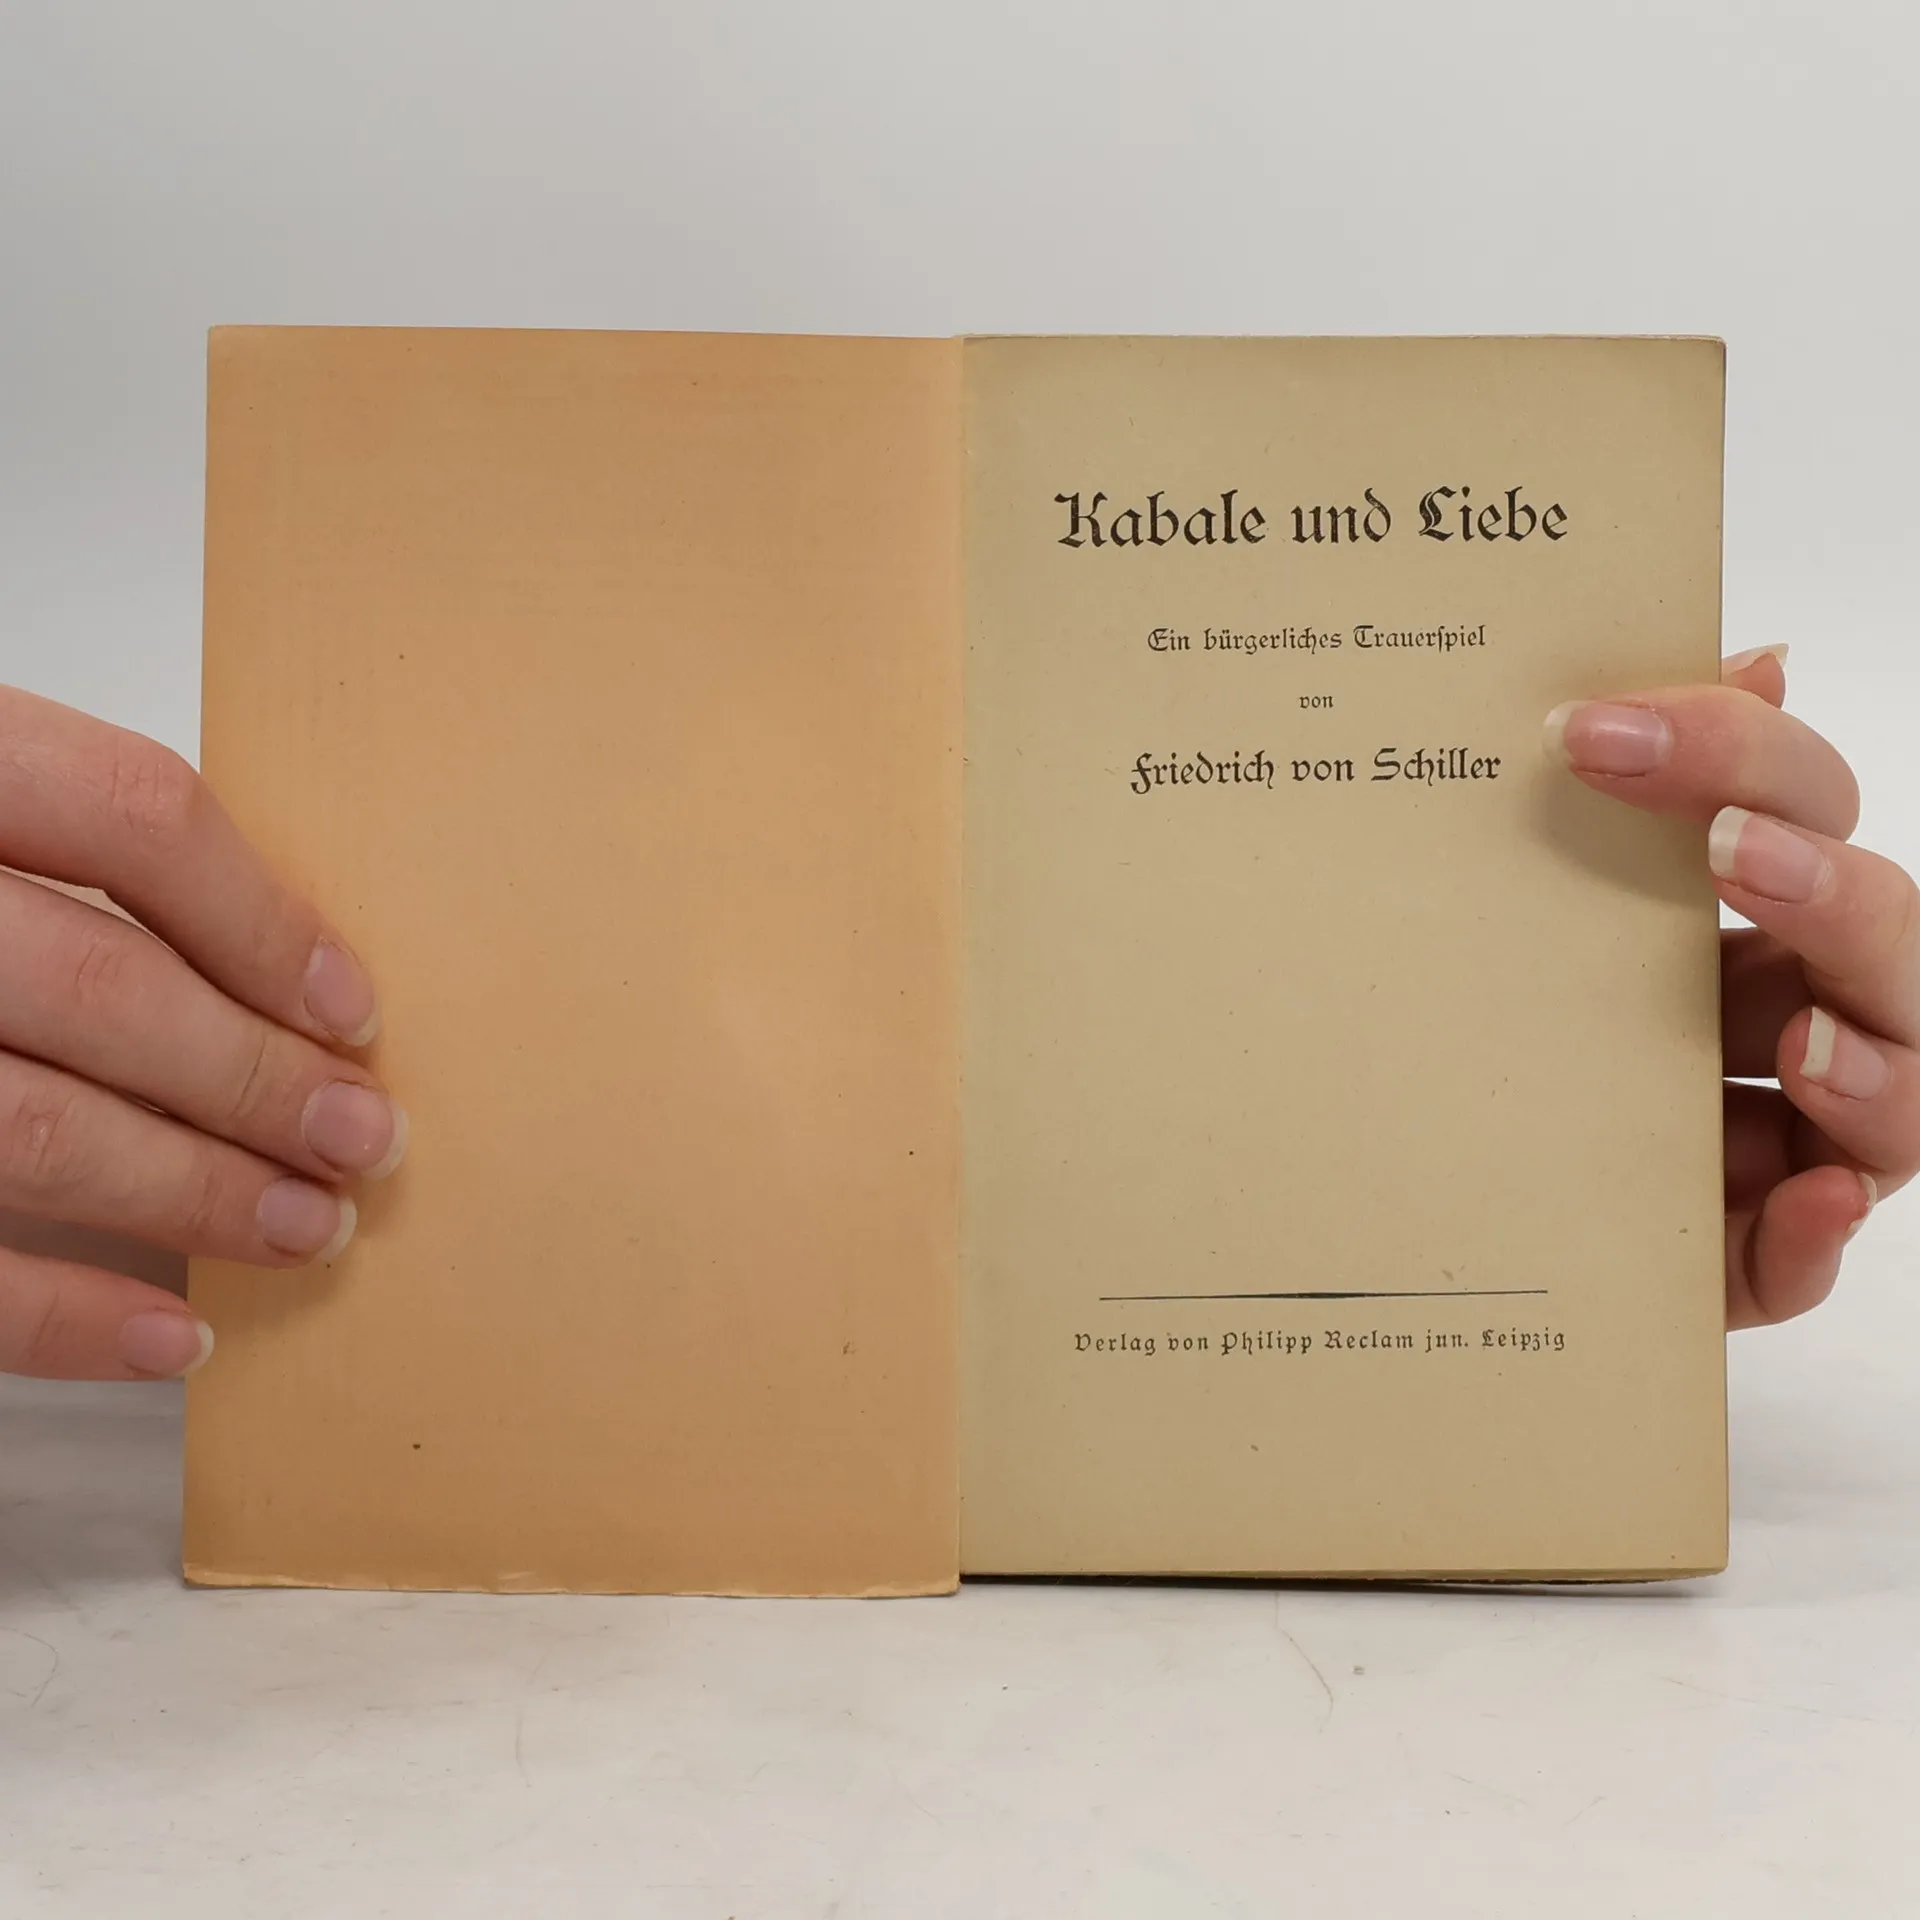 Kabale und Liebe
Ein bürgerliches Trauerſpiel
von
Friedrich von Schiller
Verlag von Philipp Reclam jun. Leipzig